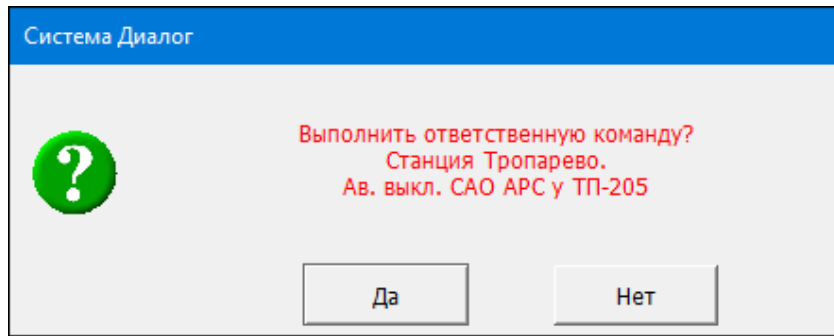 Система Диалог
Выполнить ответственную команду?
Станция Тропарево.
Ав. выкл. САО АРС у ТП-205
Да
Нет